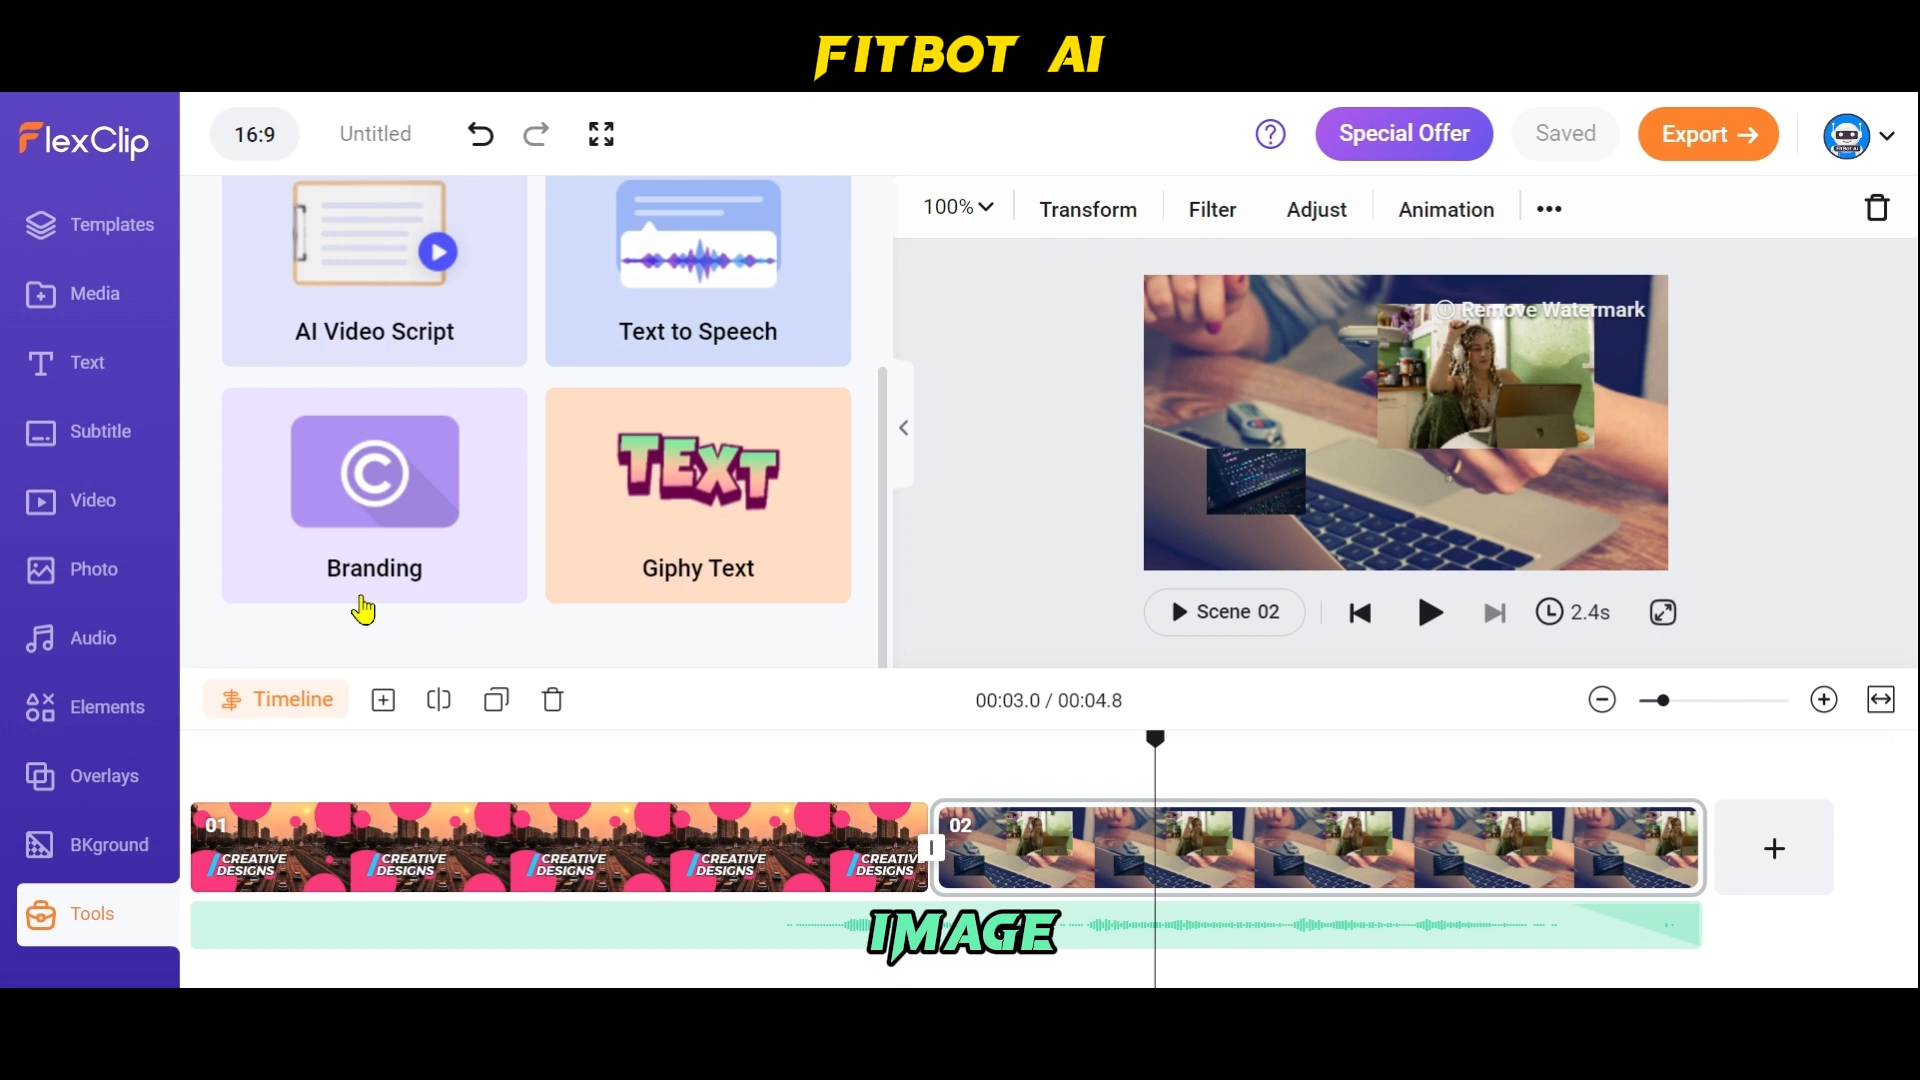 FITBOT AI
FlexClip
16:9
Untitled
Special Offer
Saved
Export
Templates
Media
Text
Subtitle
Video
Photo
Audio
Elements
Overlays
BKground
Tools
AI Video Script
Text to Speech
TEXT
Branding
Giphy Text
100%
Transform
Filter
Adjust
Animation
Remove Watermark
Scene 02
2.4s
Timeline
00:03.0 / 00:04.8
01
CREATIVE
DESIGNS
CREATIVE
DESIGNS
CREATIVE
DESIGNS
CREATIVE
DESIGNS
CREATIVE
DESIGNS
02
IMAGE